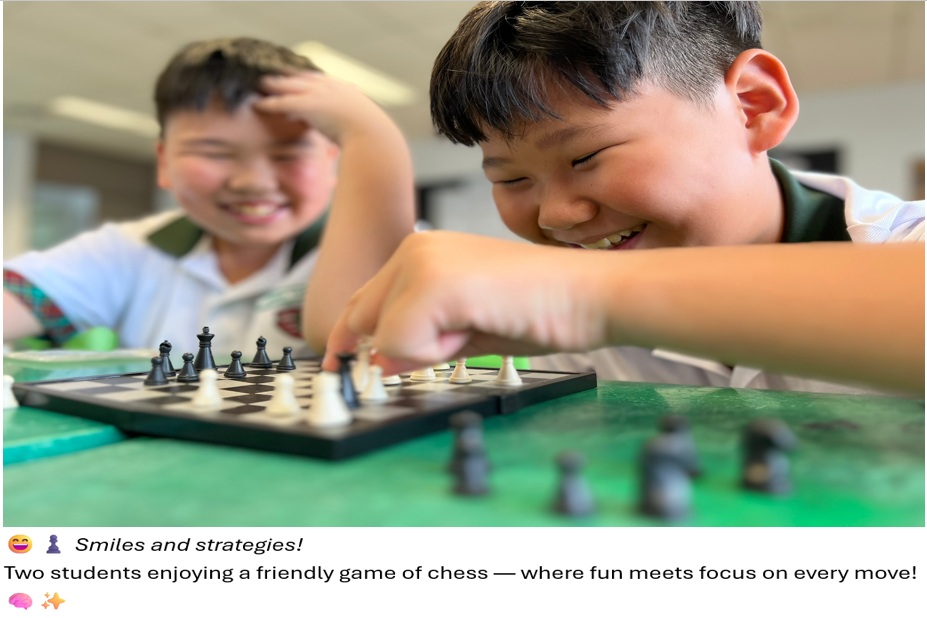 😄 ♟️ Smiles and strategies!
Two students enjoying a friendly game of chess — where fun meets focus on every move!
🧠 ✨